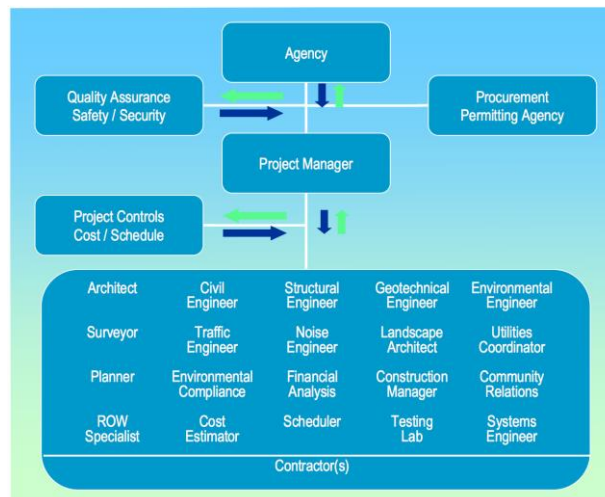 Agency
Quality Assurance
Safety / Security
Procurement
Permitting Agency
Project Manager
Project Controls
Cost / Schedule
Architect
Civil
Engineer
Structural
Engineer
Geotechnical
Engineer
Environmental
Engineer
Surveyor
Traffic
Engineer
Noise
Engineer
Landscape
Architect
Utilities
Coordinator
Planner
Environmental
Compliance
Financial
Analysis
Construction
Manager
Community
Relations
ROW
Specialist
Cost
Estimator
Scheduler
Testing
Lab
Systems
Engineer
Contractor(s)